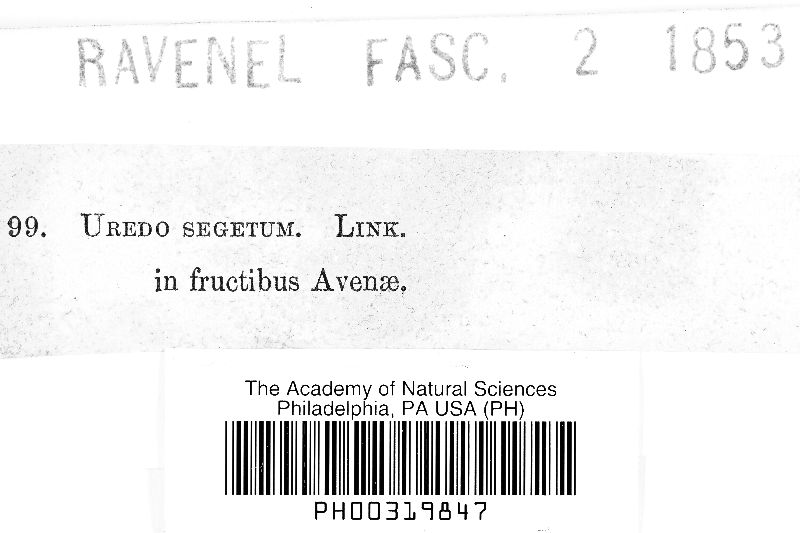 RAVENEL FASC. 2 1853
99. UREDO SEGETUM. LINK.
in fructibus Avenæ.
The Academy of Natural Sciences
Philadelphia, PA USA (PH)
PH00319847